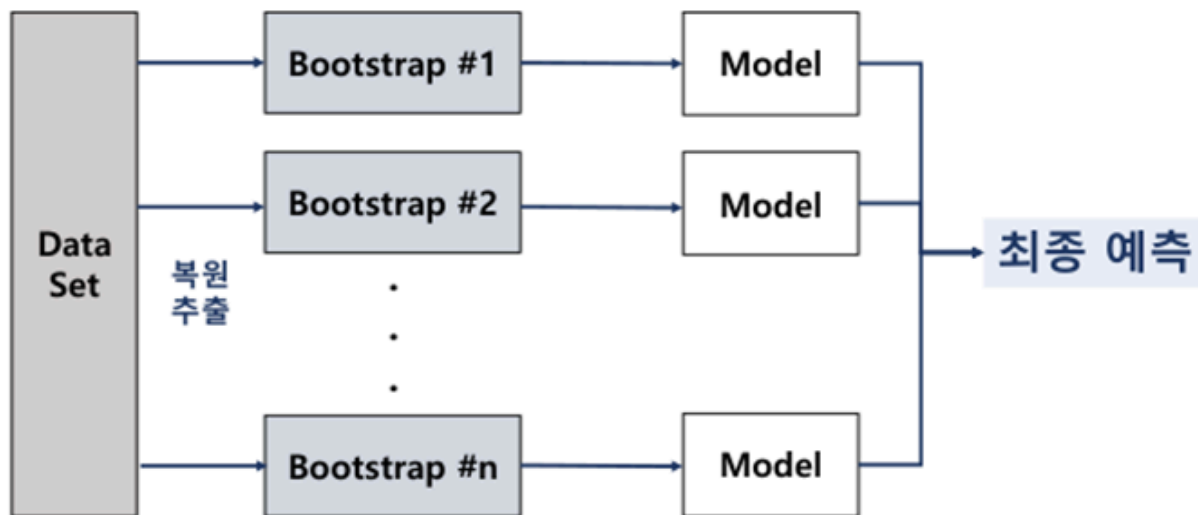 Data
Set
복원
추출
Bootstrap #1
Model
Bootstrap #2
Model
Bootstrap #n
Model
최종 예측